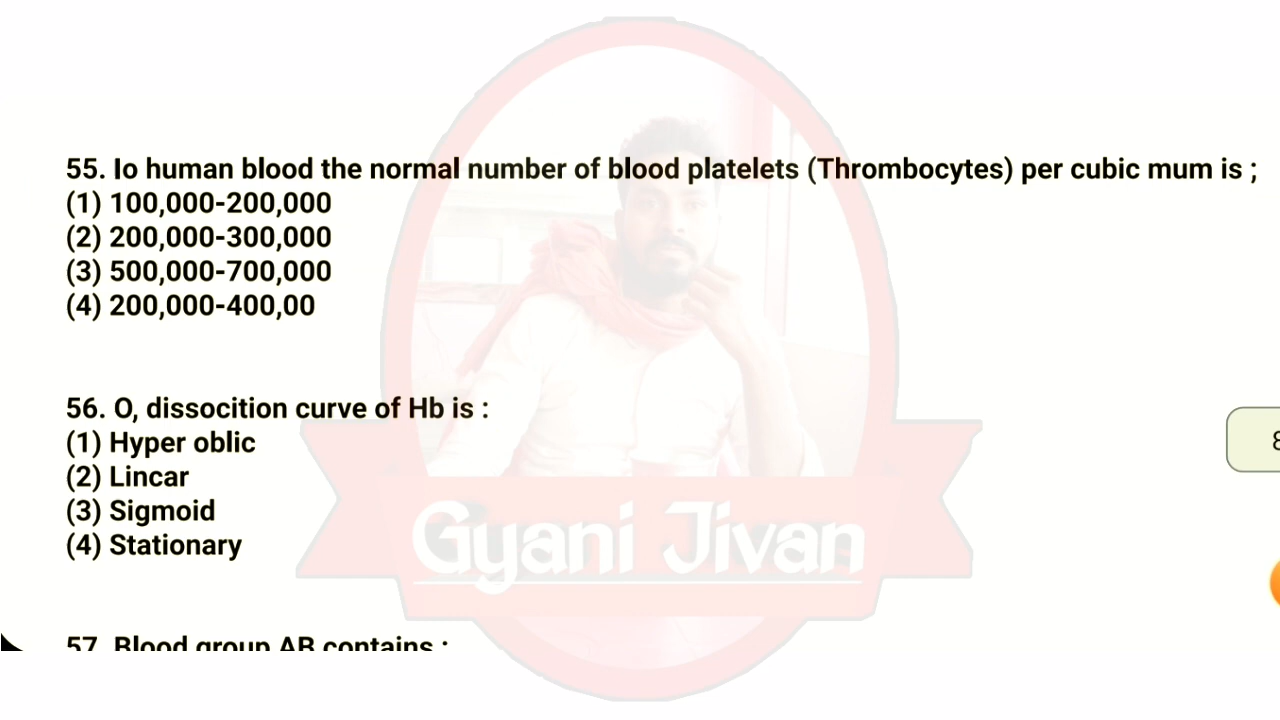 55. Io human blood the normal number of blood platelets (Thrombocytes) per cubic mum is ;
(1) 100,000-200,000
(2) 200,000-300,000
(3) 500,000-700,000
(4) 200,000-400,00
56. O, dissocition curve of Hb is :
(1) Hyper oblic
(2) Lincar
(3) Sigmoid
(4) Stationary
8
Gyani Jivan
57. Blood group AB contains :